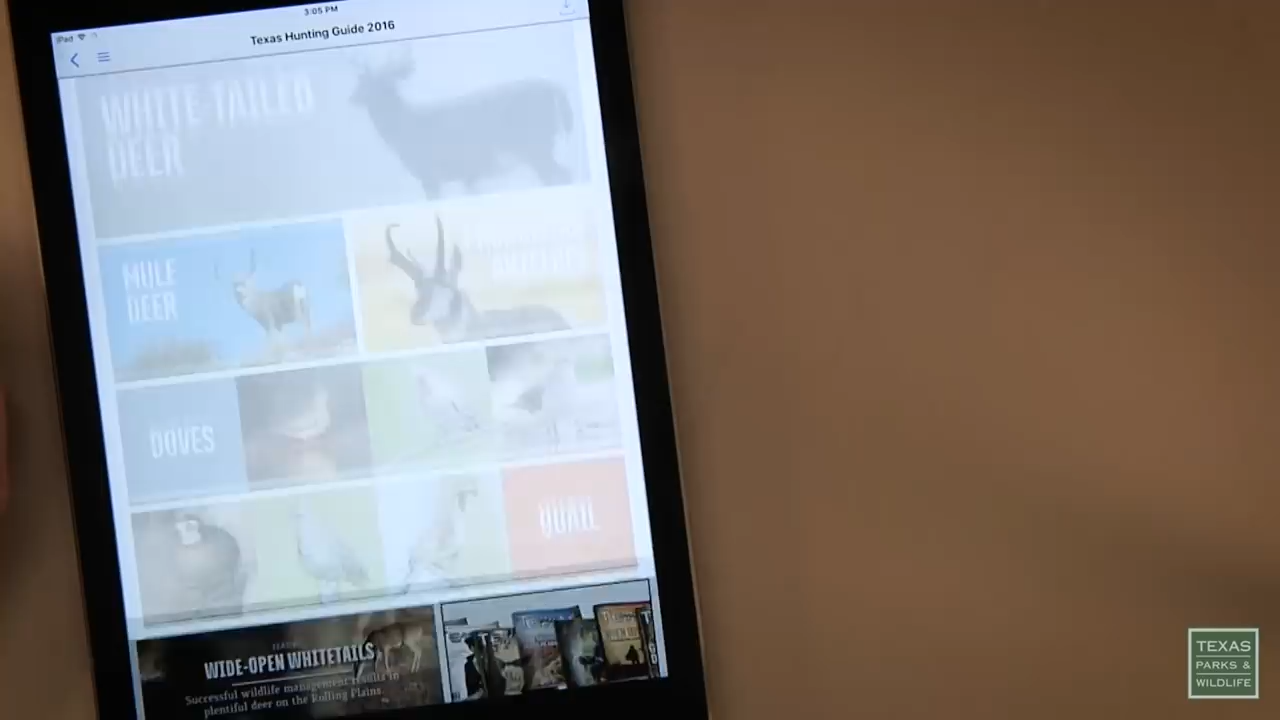 3:05 PM
iPad
Texas Hunting Guide 2016
WHITE-TAILED
DEER
MULE
DEER
DOVES
QUAIL
WIDE-OPEN WHITETAILS
Successful wildlife management results in
plentiful deer on the Rolling Plains.
TEXAS
PARKS &
WILDLIFE